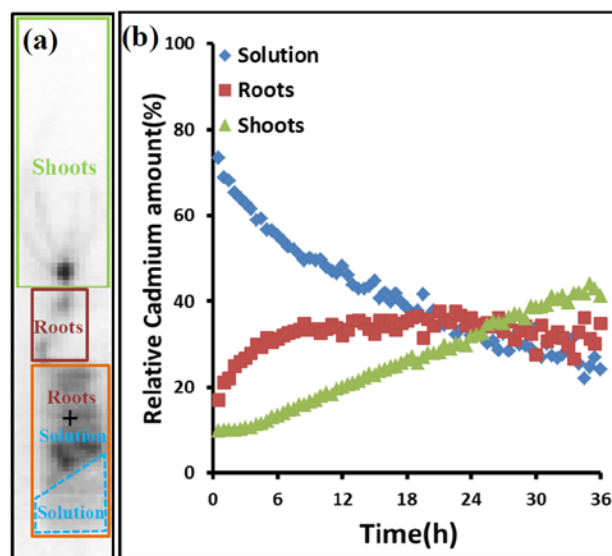 (a)
Shoots
Roots
Roots
+
Solution
Solution
(b)
Relative Cadmium amount(%)
100
80
60
40
20
0
Solution
Roots
Shoots
0 6 12 18 24 30 36
Time(h)